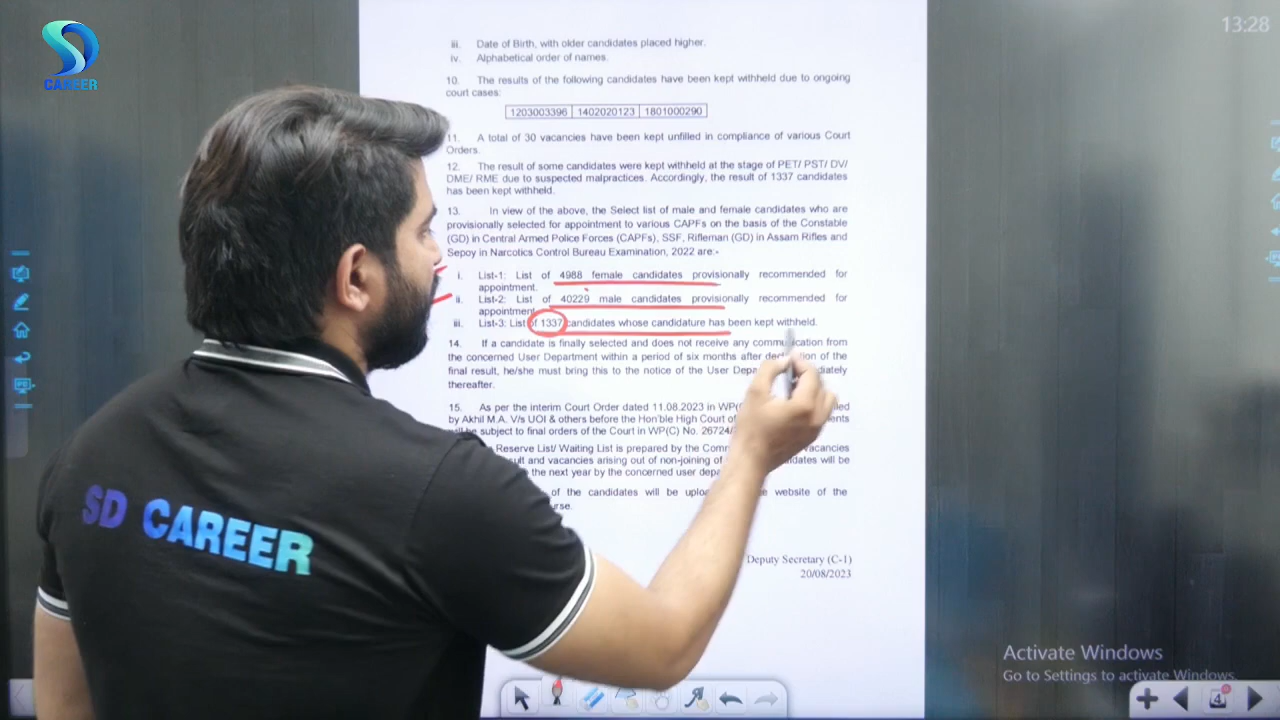 13:28
CAREER
iii. Date of Birth, with older candidates placed higher.
iv. Alphabetical order of names.
10. The results of the following candidates have been kept withheld due to ongoing
court cases:
1203003396 1402020123 1801000290
11. A total of 30 vacancies have been kept unfilled in compliance of various Court
Orders.
12. The result of some candidates were kept withheld at the stage of PET/ PST/ DV/
DME/ RME due to suspected malpractices. Accordingly, the result of 1337 candidates
has been kept withheld.
13. In view of the above, the Select list of male and female candidates who are
provisionally selected for appointment to various CAPFs on the basis of the Constable
(GD) in Central Armed Police Forces (CAPFs), SSF, Rifleman (GD) in Assam Rifles and
Sepoy in Narcotics Control Bureau Examination, 2022 are:-
i. List-1: List of 4988 female candidates provisionally recommended for
appointment.
ii. List-2: List of 40229 male candidates provisionally recommended for
appointment
iii. List-3: List of 1337 candidates whose candidature has been kept withheld.
14. If a candidate is finally selected and does not receive any communication from
the concerned User Department within a period of six months after of the
final result, he/she must bring this to the notice of the User
thereafter.
15. As per the interim Court Order dated 11.08.2023 in
by Akhil M.A. V/s UOI & others before the Hon'ble High Court of
be subject to final orders of the Court in WP(C) No. 26724/
Reserve List/ Waiting List is prepared by the vacancies
and vacancies arising out of non-joining of will be
the next year by the concerned user
of the candidates will be website of the
Deputy Secretary (C-1)
20/08/2023
SD CAREER
Activate Windows
Go to Settings to activate Windows.
4